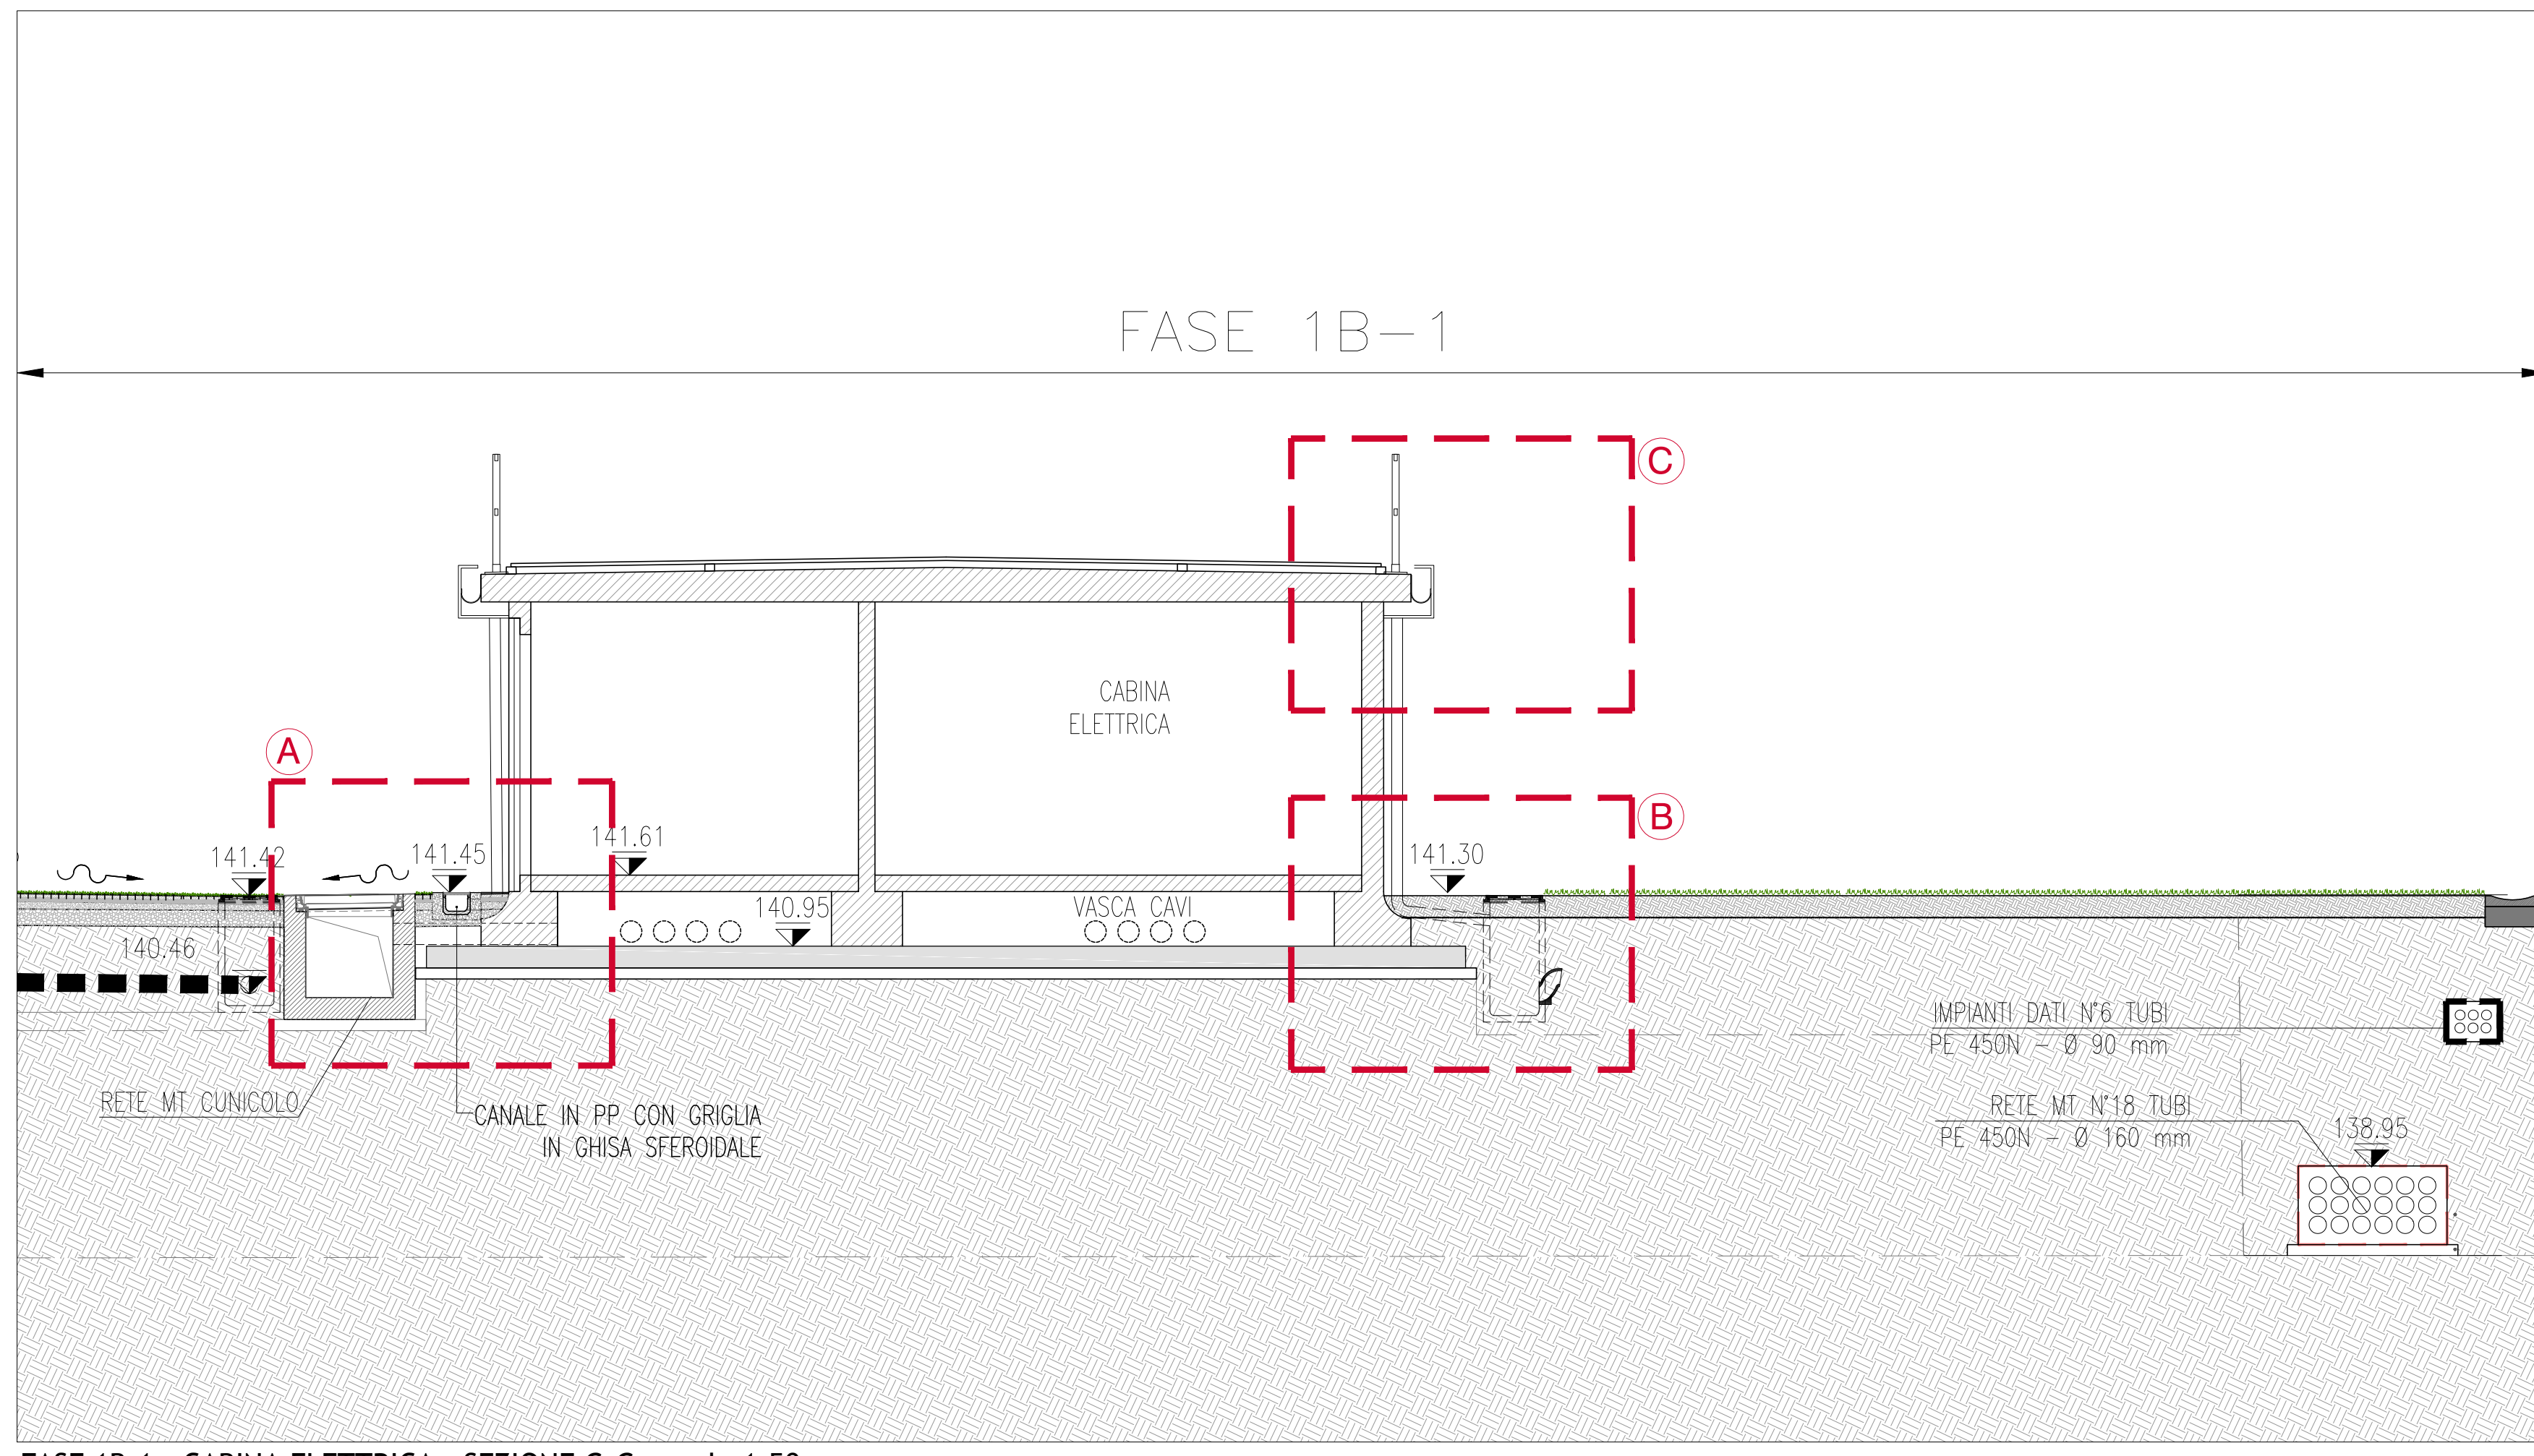 FASE 1B-1
C
CABINA
ELETTRICA
A
B
141.42
141.45
141.61
141.30
140.46
140.95
VASCA CAVI
IMPIANTI DATI N°6 TUBI
PE 450N - Ø 90 mm
RETE MT CUNICOLO
CANALE IN PP CON GRIGLIA
IN GHISA SFEROIDALE
RETE MT N°18 TUBI
PE 450N - Ø 160 mm
138.95